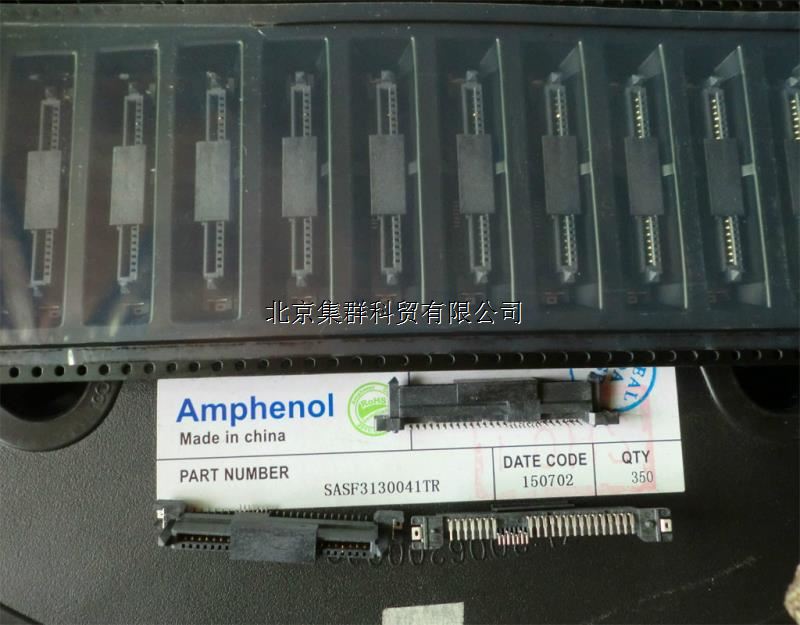 北京集群科贸有限公司
Amphenol
RoHS
Made in china
PART NUMBER
SASF3130041TR
DATE CODE
150702
QTY
350